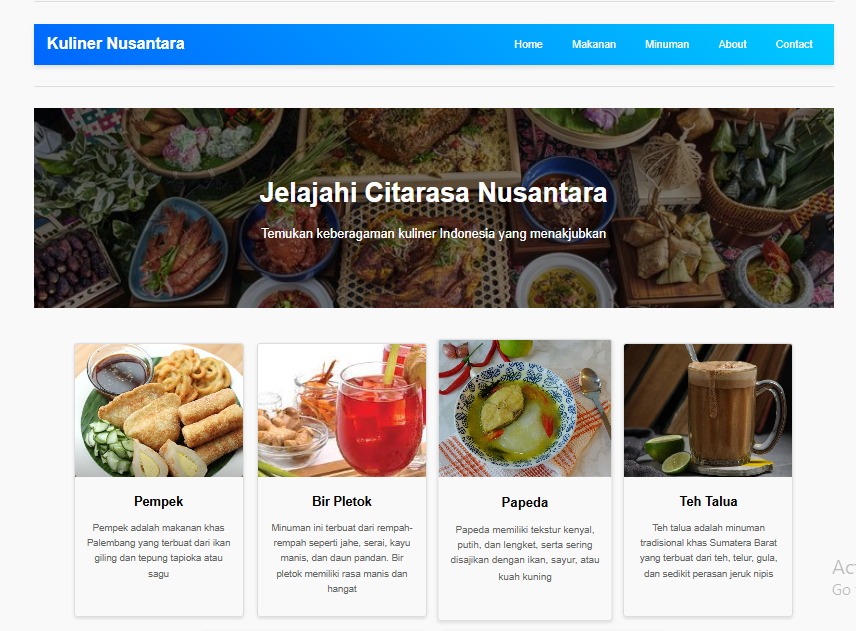 Kuliner Nusantara
Home Makanan Minuman About Contact
Jelajahi Citarasa Nusantara
Temukan keberagaman kuliner Indonesia yang menakjubkan
Pempek
Pempek adalah makanan khas
Palembang yang terbuat dari ikan
giling dan tepung tapioka atau
sagu
Bir Pletok
Minuman ini terbuat dari rempah-
rempah seperti jahe, serai, kayu
manis, dan daun pandan. Bir
pletok memiliki rasa manis dan
hangat
Papeda
Papeda memiliki tekstur kenyal,
putih, dan lengket, serta sering
disajikan dengan ikan, sayur, atau
kuah kuning
Teh Talua
Teh talua adalah minuman
tradisional khas Sumatera Barat
yang terbuat dari teh, telur, gula,
dan sedikit perasan jeruk nipis
Go